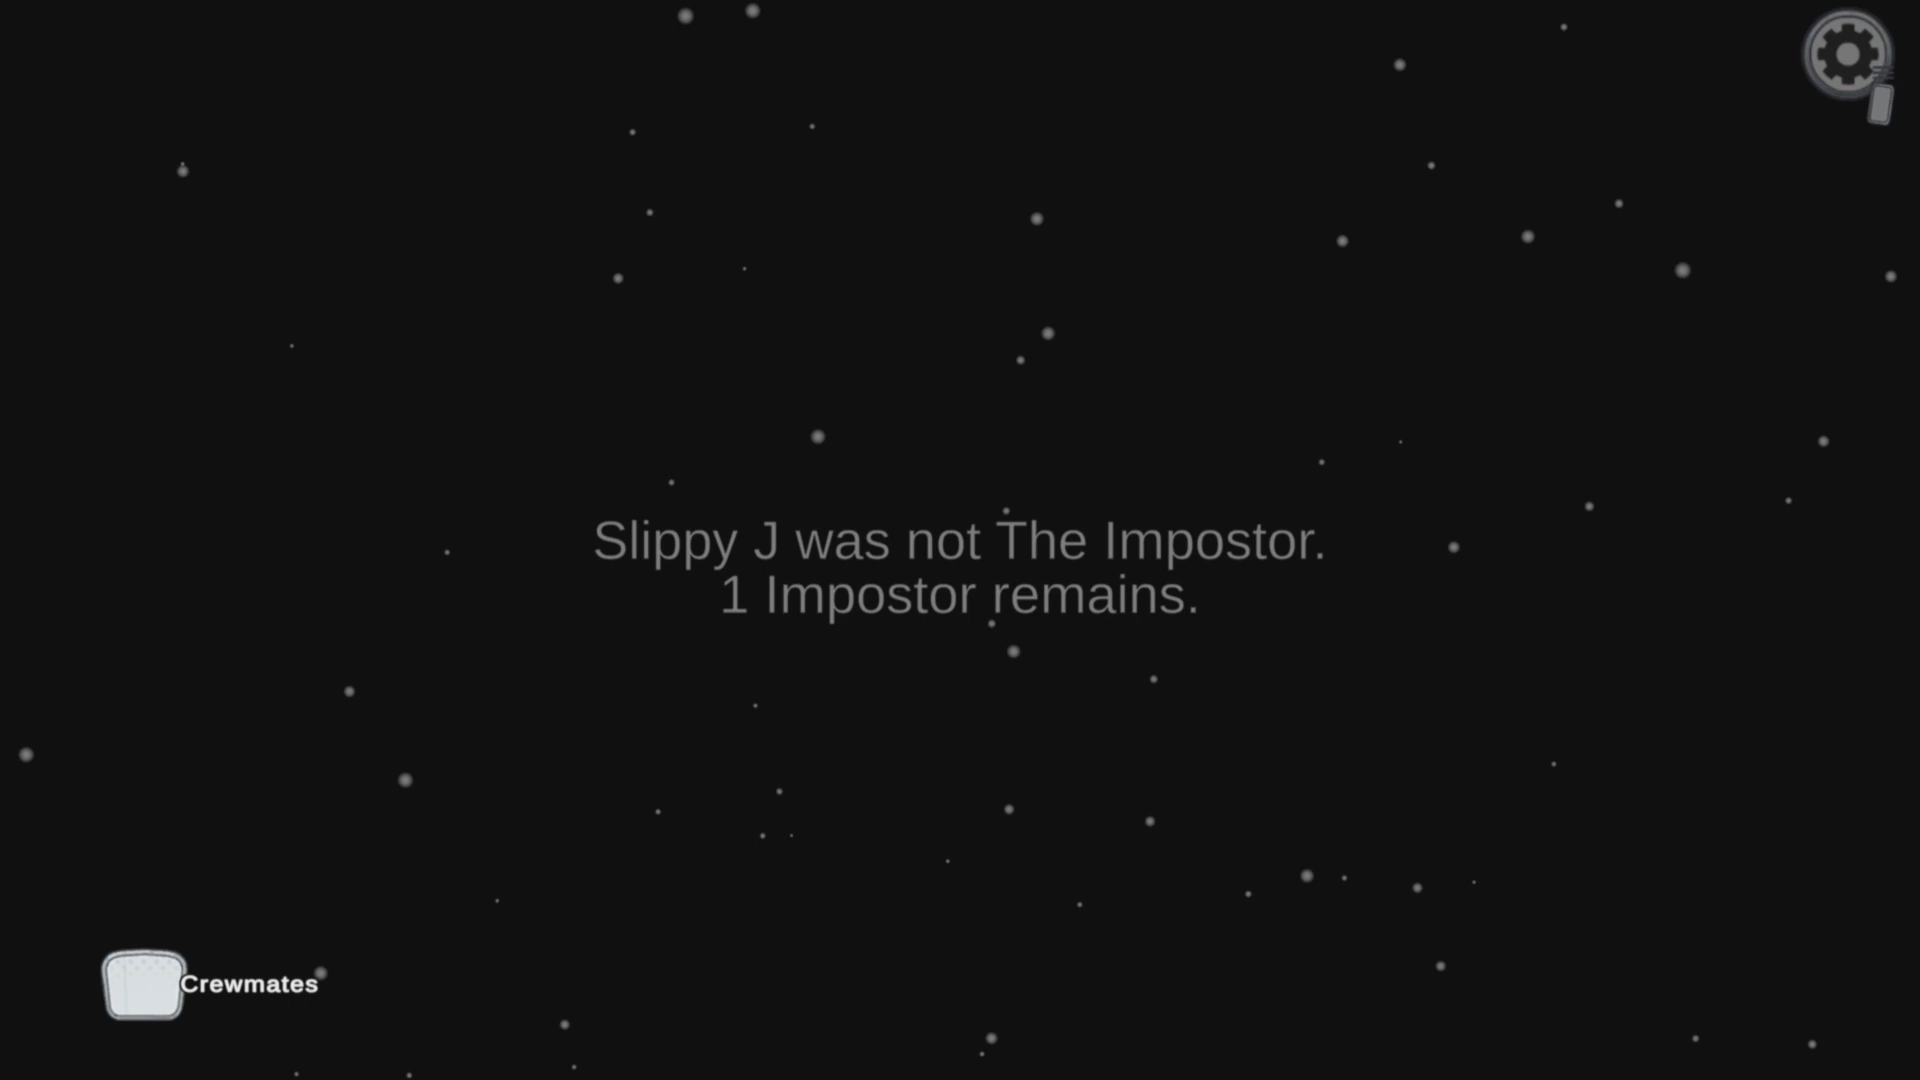 Slippy J was not The Impostor.
1 Impostor remains.
Crewmates